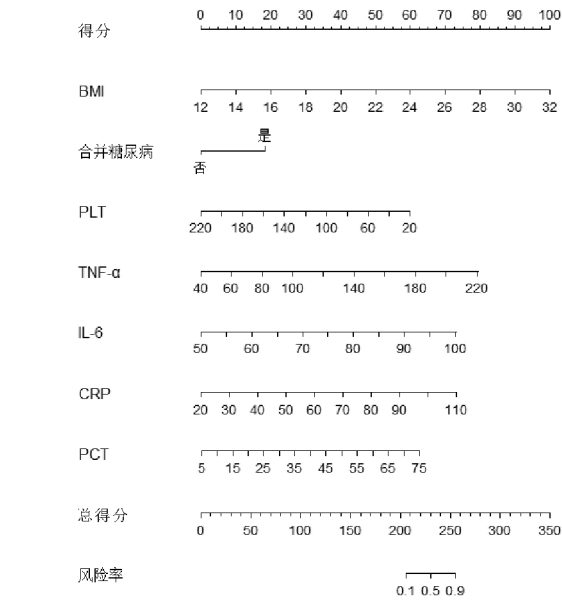 得分 0 10 20 30 40 50 60 70 80 90 100
BMI
12 14 16 18 20 22 24 26 28 30 32
是
合并糖尿病
否
PLT
220 180 140 100 60 20
TNF-α
40 60 80 100 140 180 220
IL-6
50 60 70 80 90 100
CRP
20 30 40 50 60 70 80 90 110
PCT
5 15 25 35 45 55 65 75
总得分
0 50 100 150 200 250 300 350
风险率
0.1 0.5 0.9